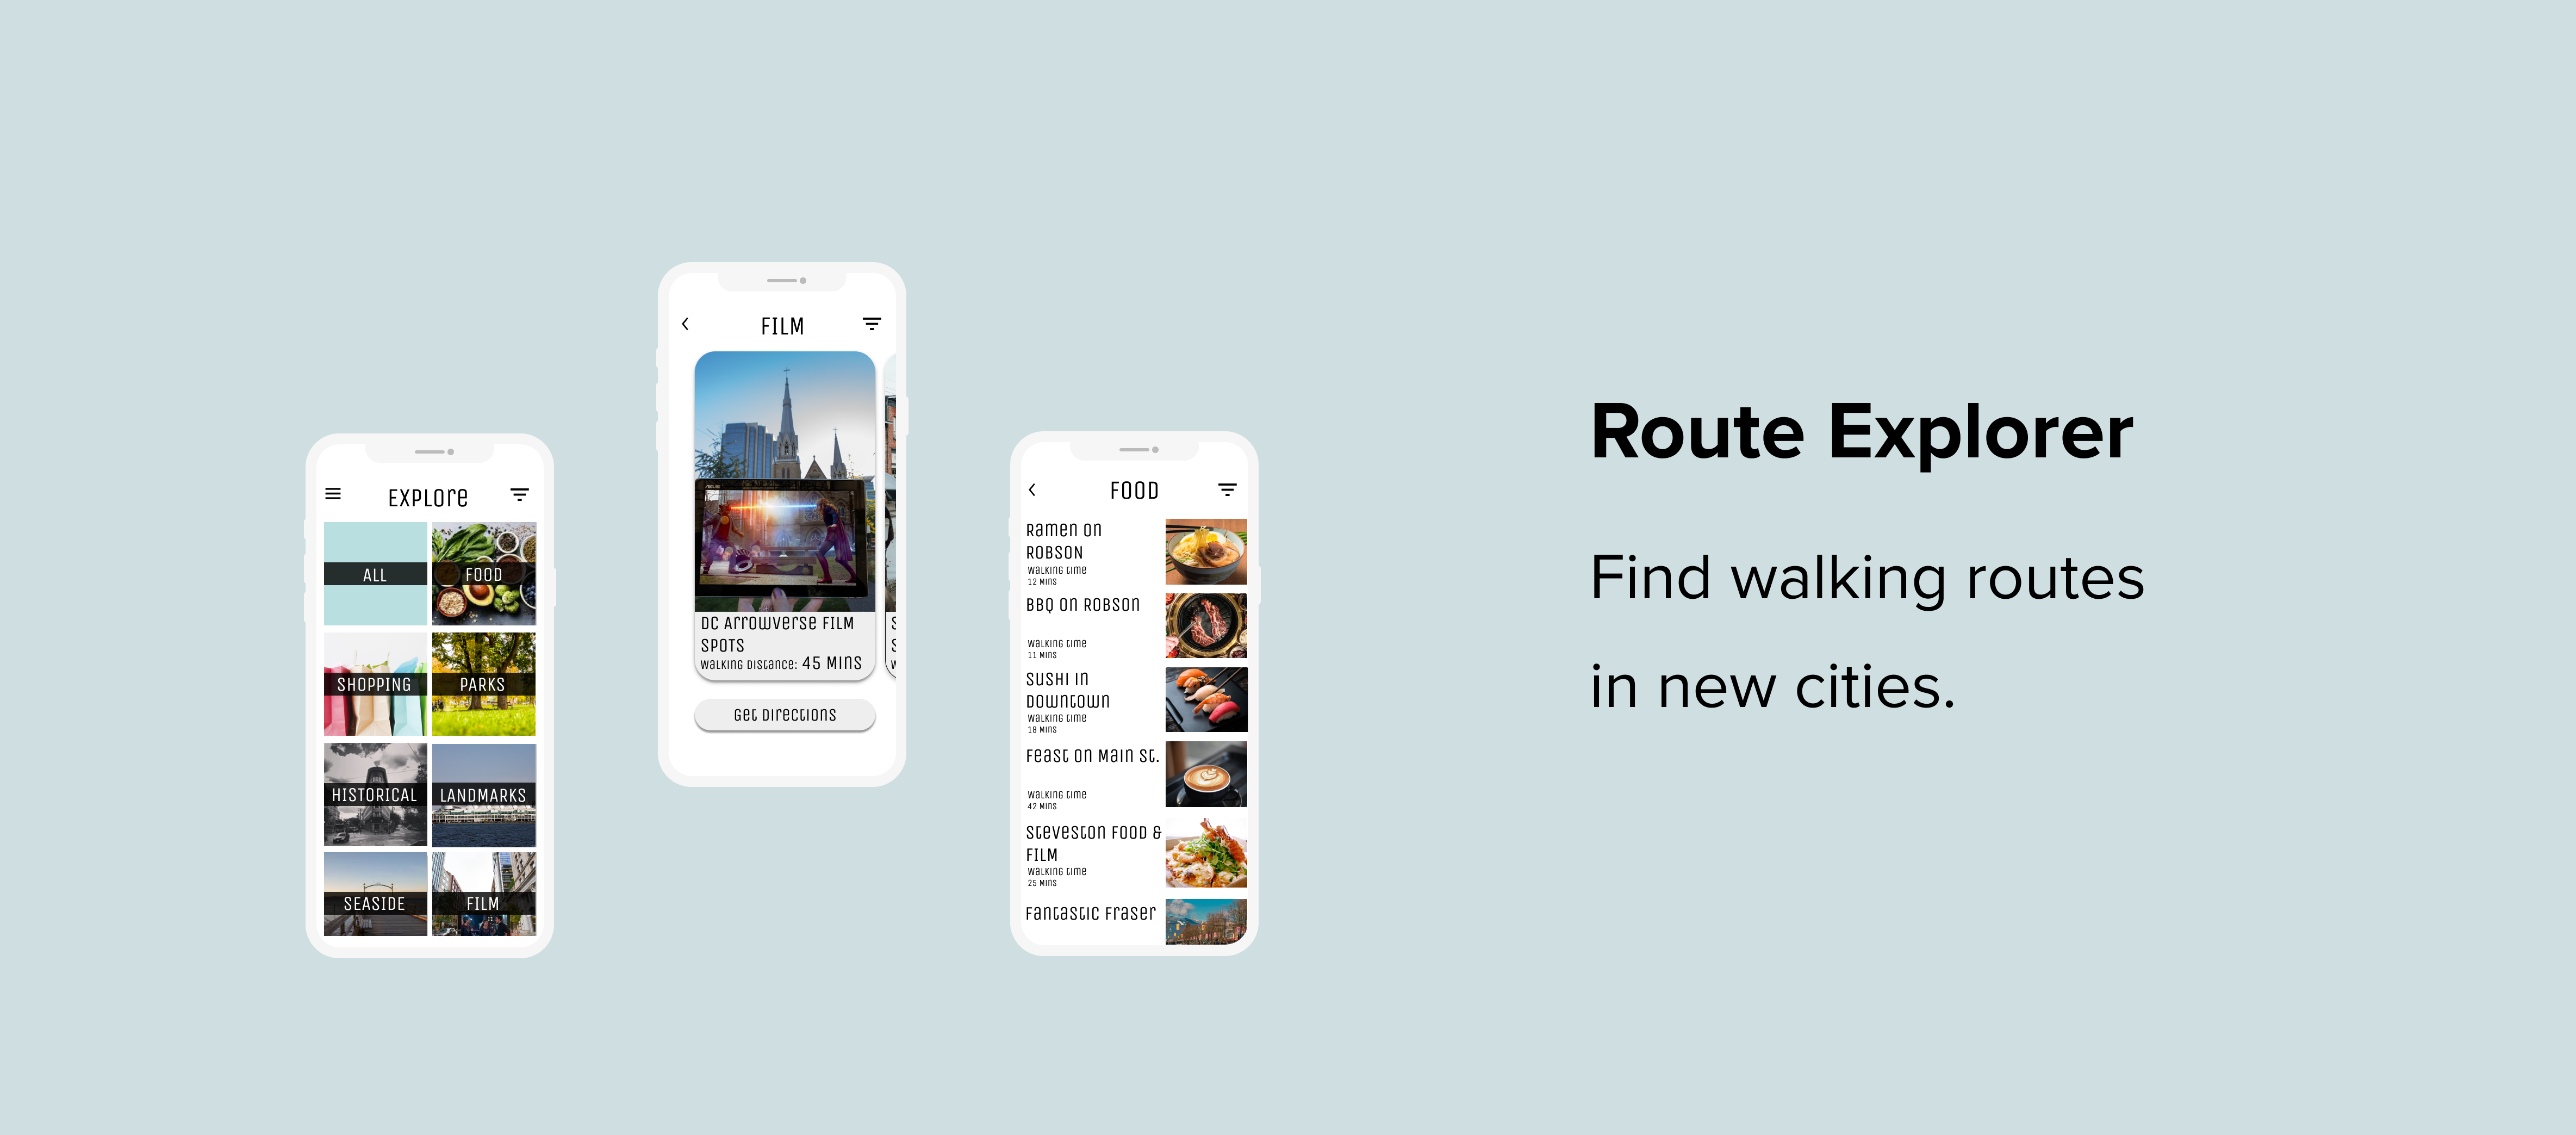 EXPLORE
ALL
FOOD
SHOPPING
PARKS
HISTORICAL
LANDMARKS
SEASIDE
FILM
FILM
DC Arrowverse FILM
SPOTS
Walking Distance: 45 Mins
Get Directions
FOOD
Ramen on
ROBSON
Walking time
12 Mins
BBQ on Robson
Walking time
11 Mins
SUSHI In
Downtown
Walking time
18 Mins
Feast on Main St.
Walking time
42 Mins
Steveston Food &
FILM
Walking time
25 Mins
Fantastic Fraser
Route Explorer
Find walking routes
in new cities.